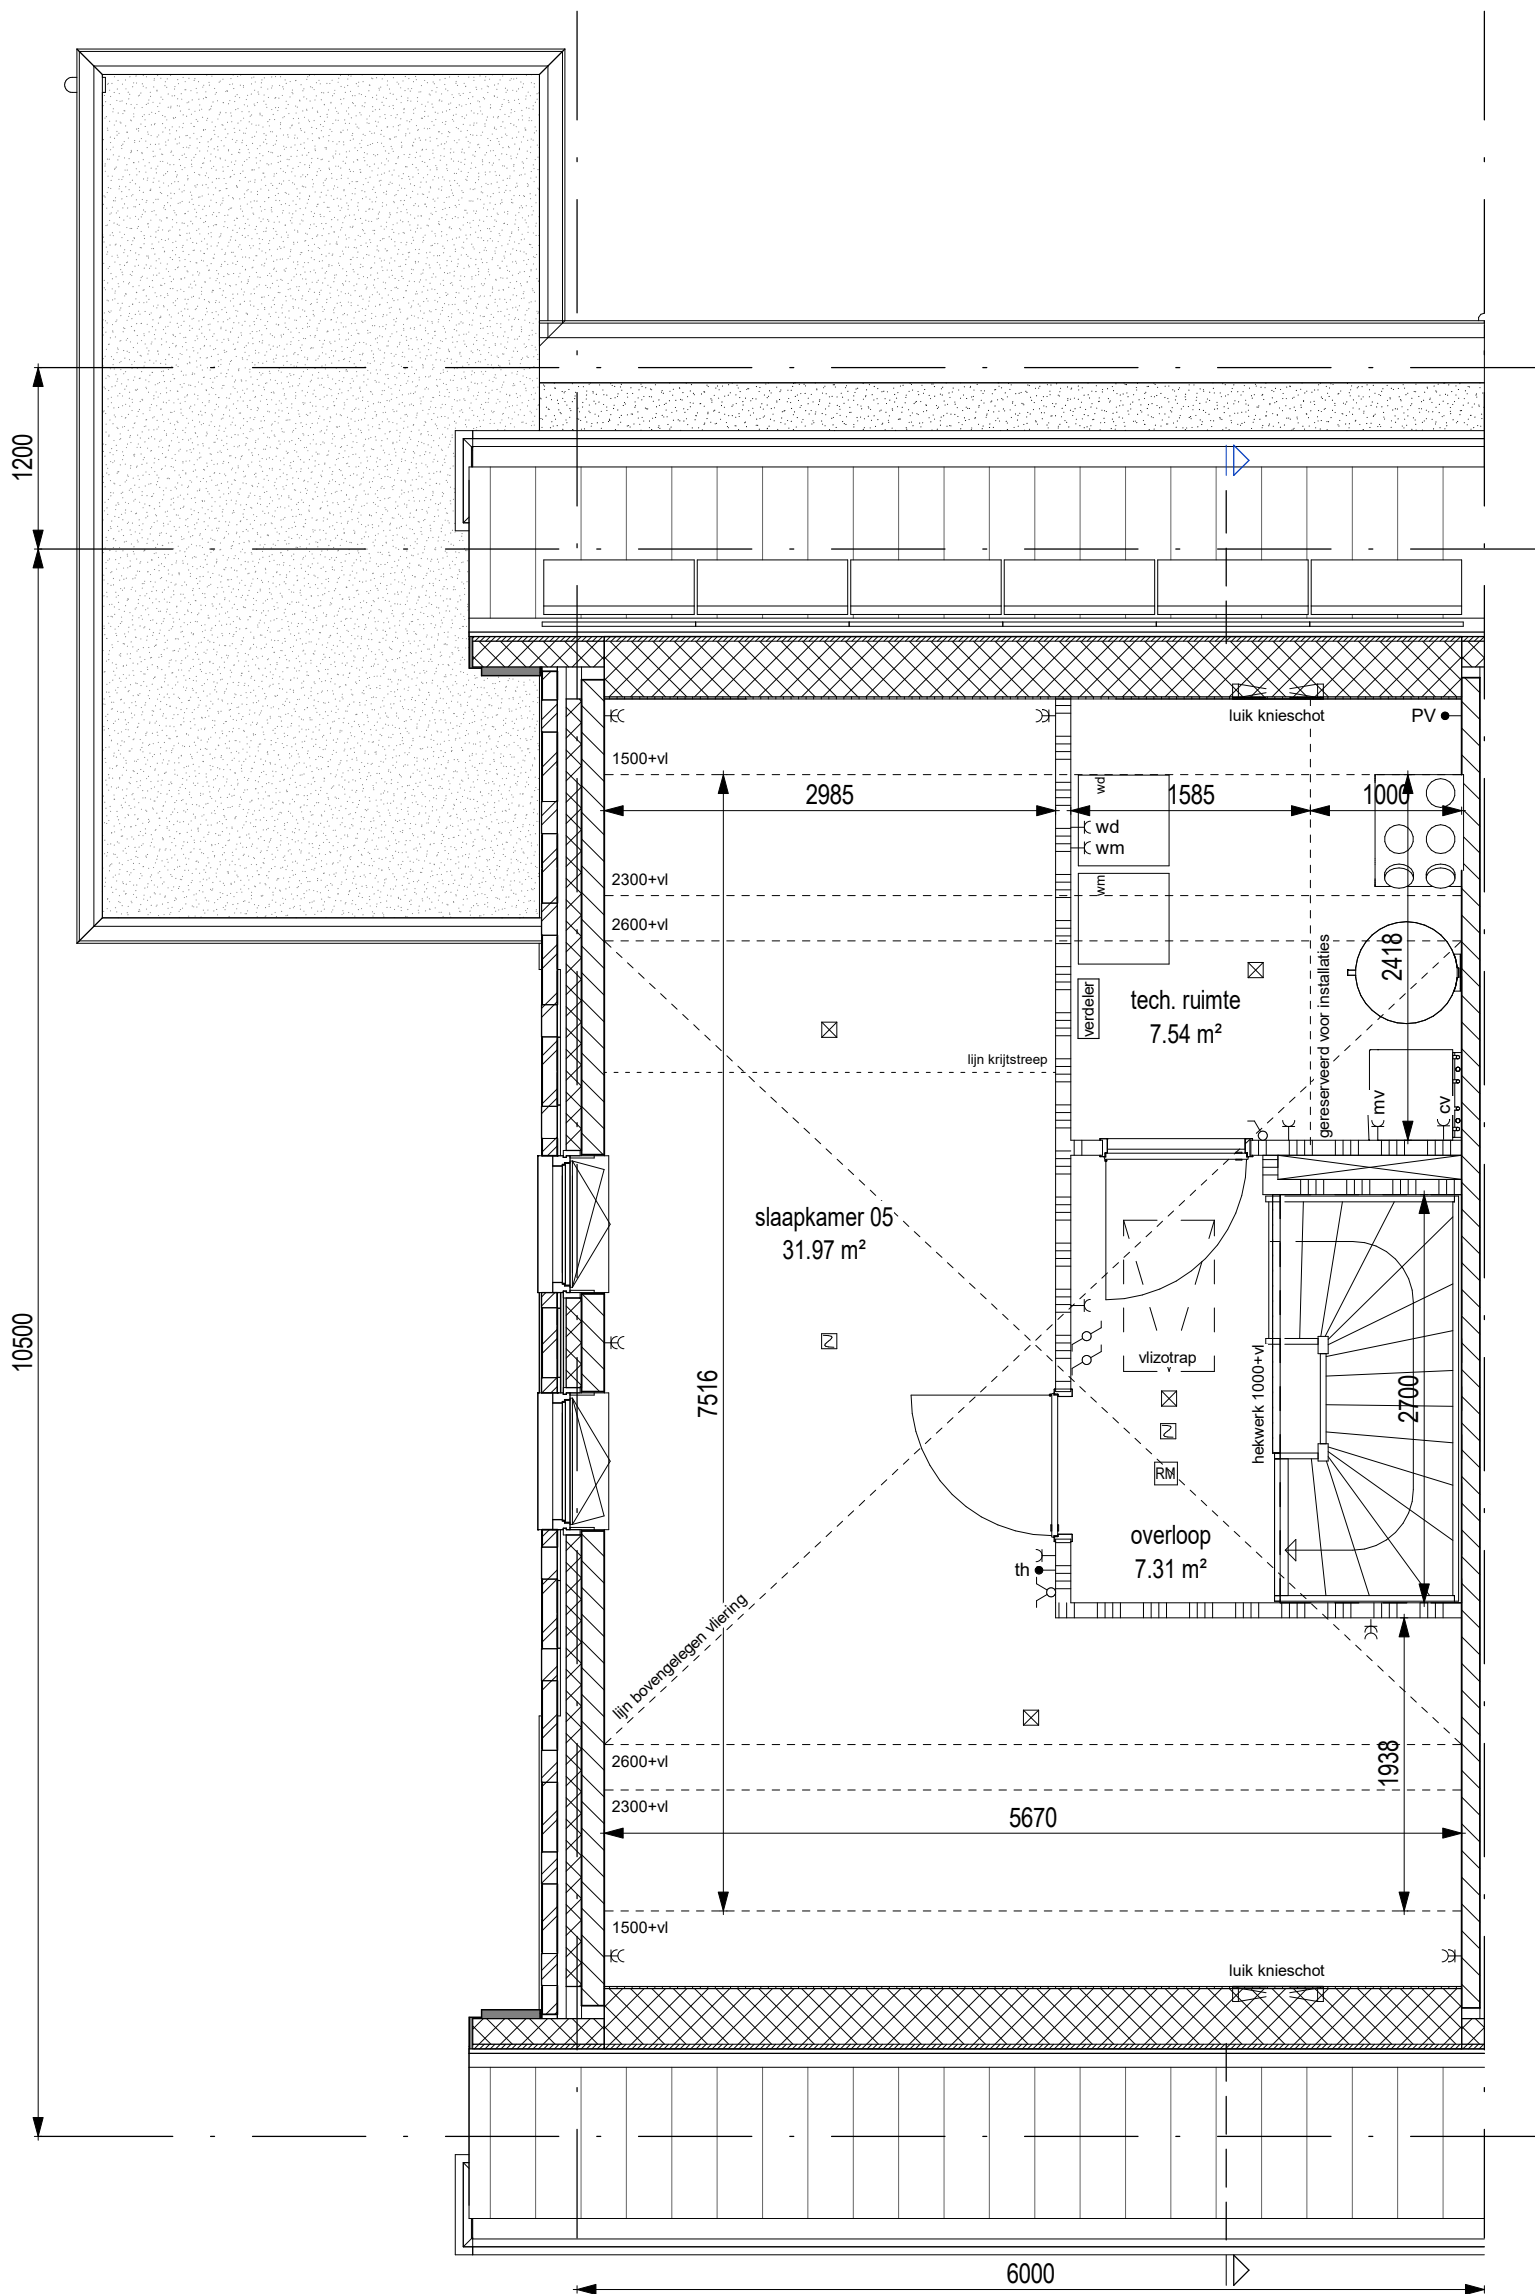 1200
luik knieschot
PV
1500+vl
2985
wd
1585
1000
wd
wm
2300+vl
wm
2600+vl
2418
verdeler
tech. ruimte
7.54 m²
gereserveerd voor installaties
lijn krijtstreep
mv
cv
slaapkamer 05
31.97 m²
10500
7516
vlizotrap
hekwerk 1000+vl
2700
RM
overloop
7.31 m²
th
lijn bovengelegen vliering
2600+vl
1938
2300+vl
5670
1500+vl
luik knieschot
6000